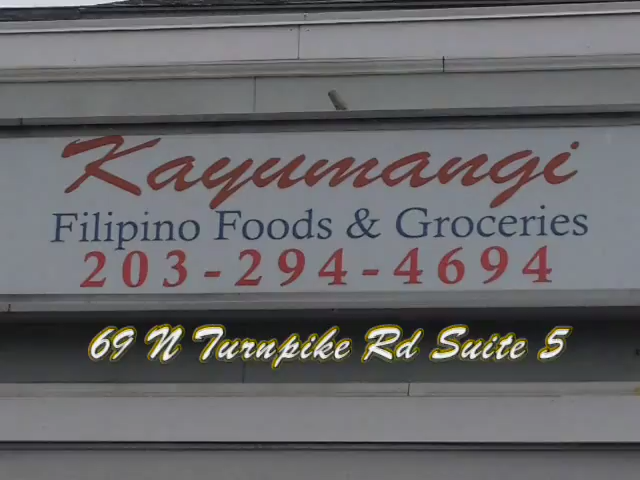 Kayumangi
Filipino Foods & Groceries
203-294-4694
69 N Turnpike Rd Suite 5